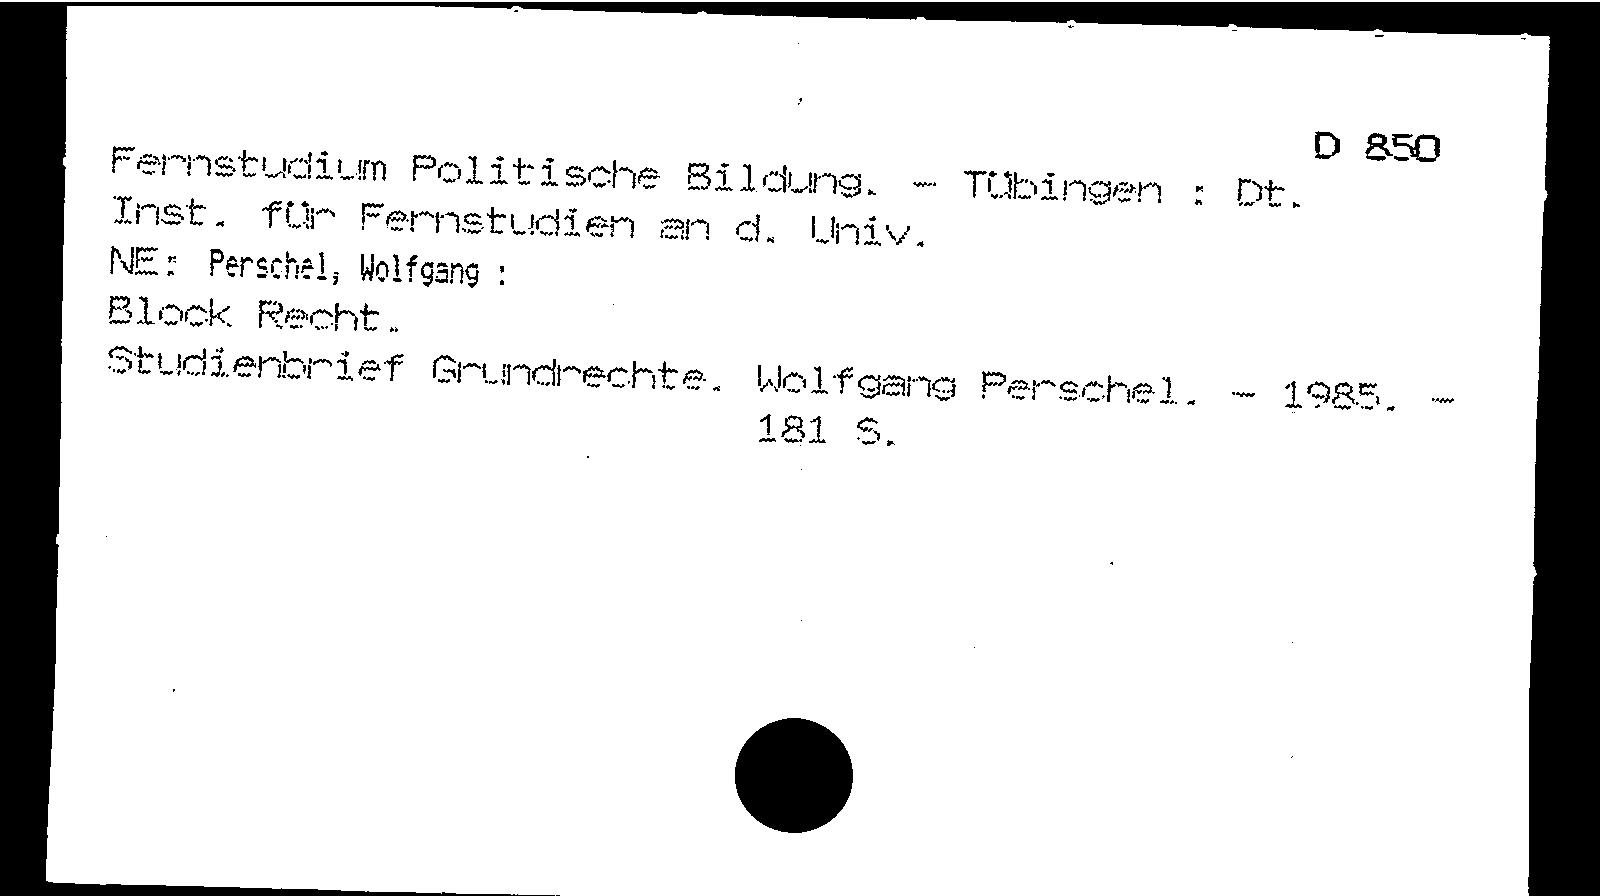 D 850
Fernstudium Politische Bildung. - Tübingen : Dt.
Inst. für Fernstudien an d. Univ.
NE: Perschel, Wolfgang :
Block Recht.
Studienbrief Grundrechte. Wolfgang Perschel. - 1985. -
181 S.